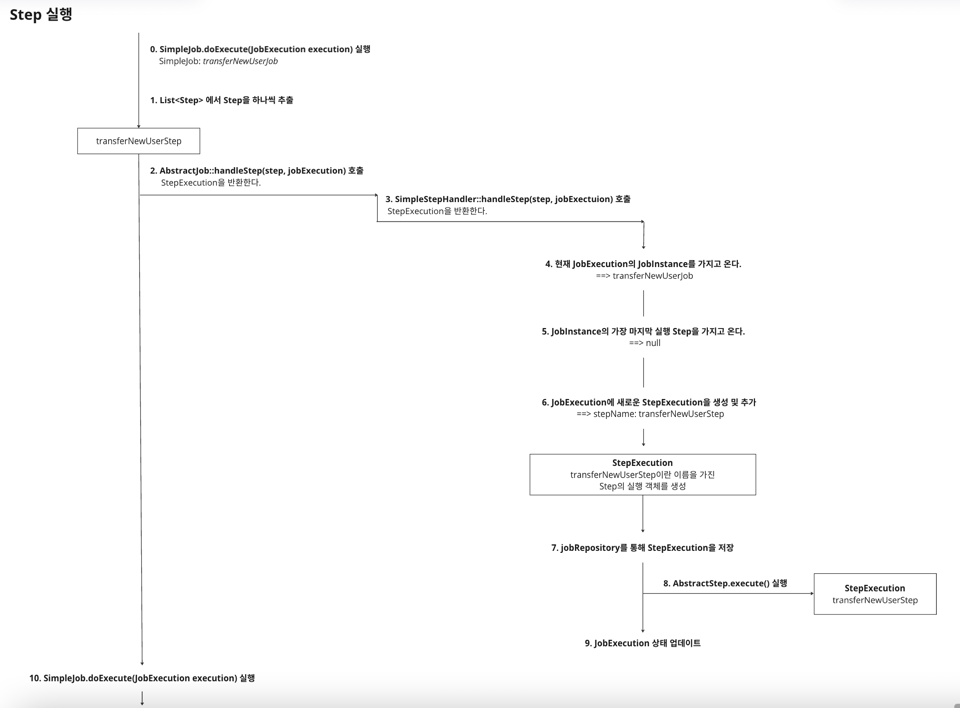 Step 실행
0. SimpleJob.doExecute(JobExecution execution) 실행
SimpleJob: transferNewUserJob
1. List<Step> 에서 Step을 하나씩 추출
transferNewUserStep
2. AbstractJob::handleStep(step, jobExecution) 호출
StepExecution을 반환한다.
3. SimpleStepHandler::handleStep(step, jobExectuion) 호출
StepExecution을 반환한다.
4. 현재 JobExecution의 JobInstance를 가지고 온다.
==> transferNewUserJob
5. JobInstance의 가장 마지막 실행 Step을 가지고 온다.
==> null
6. JobExecution에 새로운 StepExecution을 생성 및 추가
==> stepName: transferNewUserStep
StepExecution
transferNewUserStep이란 이름을 가진
Step의 실행 객체를 생성
7. jobRepository를 통해 StepExecution을 저장
8. AbstractStep.execute() 실행
StepExecution
transferNewUserStep
9. JobExecution 상태 업데이트
10. SimpleJob.doExecute(JobExecution execution) 실행